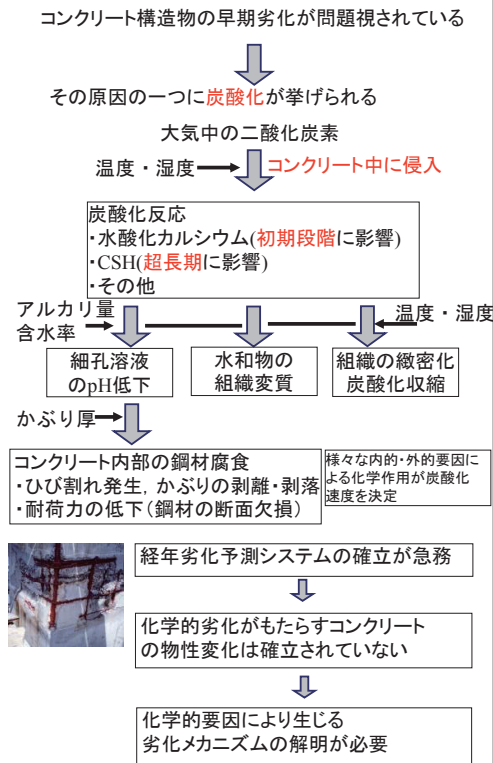 コンクリート構造物の早期劣化が問題視されている
その原因の一つに炭酸化が挙げられる
大気中の二酸化炭素
温度・湿度
コンクリート中に侵入
炭酸化反応
・水酸化カルシウム(初期段階に影響)
・CSH(超長期に影響)
・その他
アルカリ量
含水率
温度・湿度
細孔溶液
のpH低下
水和物の
組織変質
組織の緻密化
炭酸化収縮
かぶり厚
コンクリート内部の鋼材腐食
・ひび割れ発生，かぶりの剥離・剥落
・耐荷力の低下（鋼材の断面欠損）
様々な内的・外的要因に
よる化学作用が炭酸化
速度を決定
経年劣化予測システムの確立が急務
化学的劣化がもたらすコンクリート
の物性変化は確立されていない
化学的要因により生じる
劣化メカニズムの解明が必要